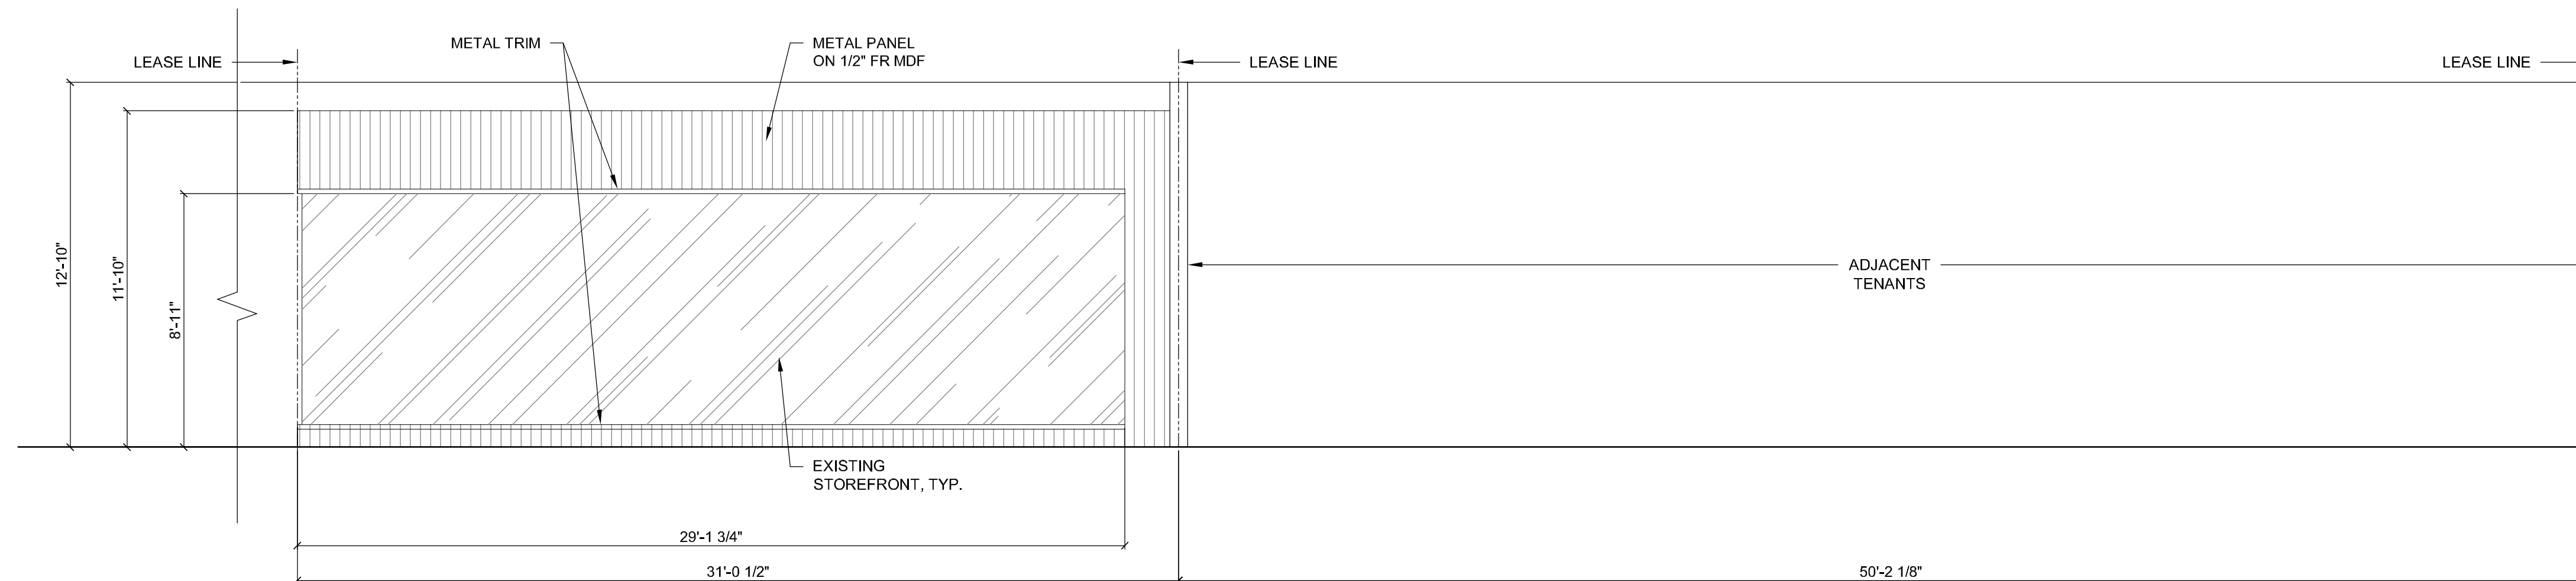 METAL TRIM
METAL PANEL
ON 1/2" FR MDF
LEASE LINE
LEASE LINE
LEASE LINE
12'-10"
11'-10"
8'-11"
ADJACENT
TENANTS
EXISTING
STOREFRONT, TYP.
29'-1 3/4"
31'-0 1/2"
50'-2 1/8"